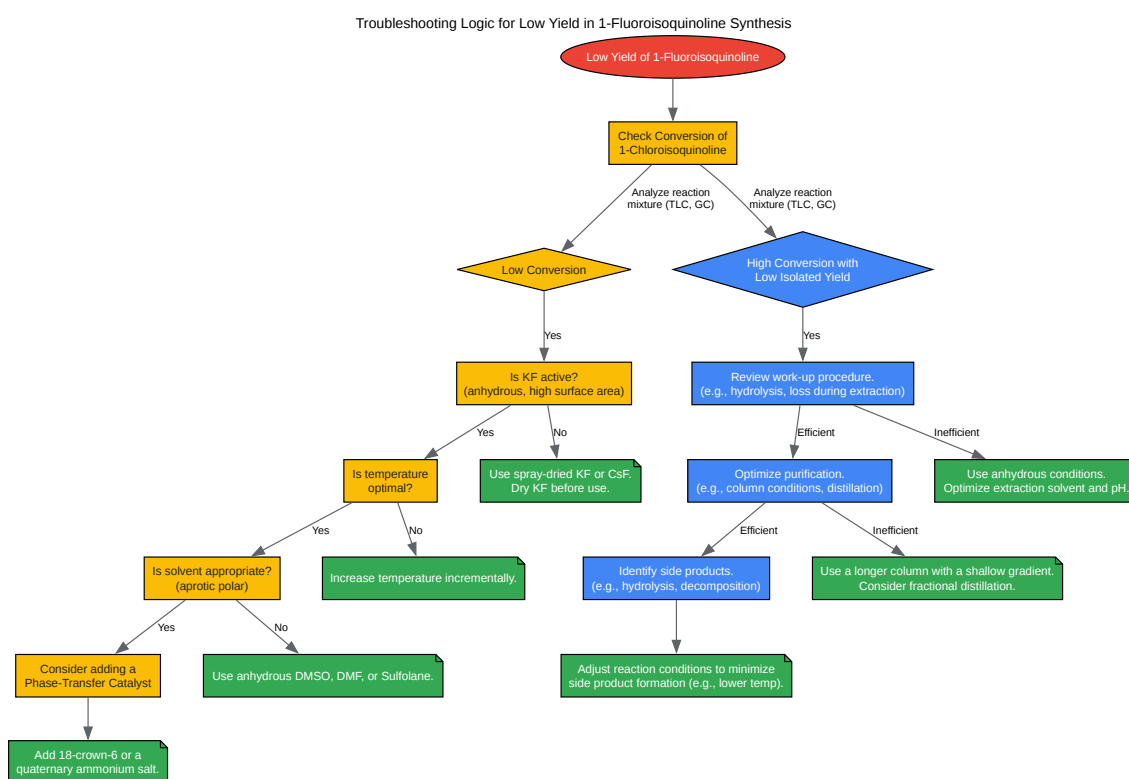 Troubleshooting Logic for Low Yield in 1-Fluoroisoquinoline Synthesis
Low Yield of 1-Fluoroisoquinoline
Check Conversion of
1-Chloroisoquinoline
Analyze reaction
mixture (TLC, GC)
Analyze reaction
mixture (TLC, GC)
Low Conversion
High Conversion with
Low Isolated Yield
Yes
Yes
Is KF active?
(anhydrous, high surface area)
Review work-up procedure.
(e.g., hydrolysis, loss during extraction)
Yes
No
Efficient
Inefficient
Is temperature
optimal?
Use spray-dried KF or CsF.
Dry KF before use.
Optimize purification.
(e.g., column conditions, distillation)
Use anhydrous conditions.
Optimize extraction solvent and pH.
Yes
No
Efficient
Inefficient
Is solvent appropriate?
(aprotic polar)
Increase temperature incrementally.
Identify side products.
(e.g., hydrolysis, decomposition)
Use a longer column with a shallow gradient.
Consider fractional distillation.
Yes
No
Consider adding a
Phase-Transfer Catalyst
Use anhydrous DMSO, DMF, or Sulfolane.
Adjust reaction conditions to minimize
side product formation (e.g., lower temp).
Add 18-crown-6 or a
quaternary ammonium salt.